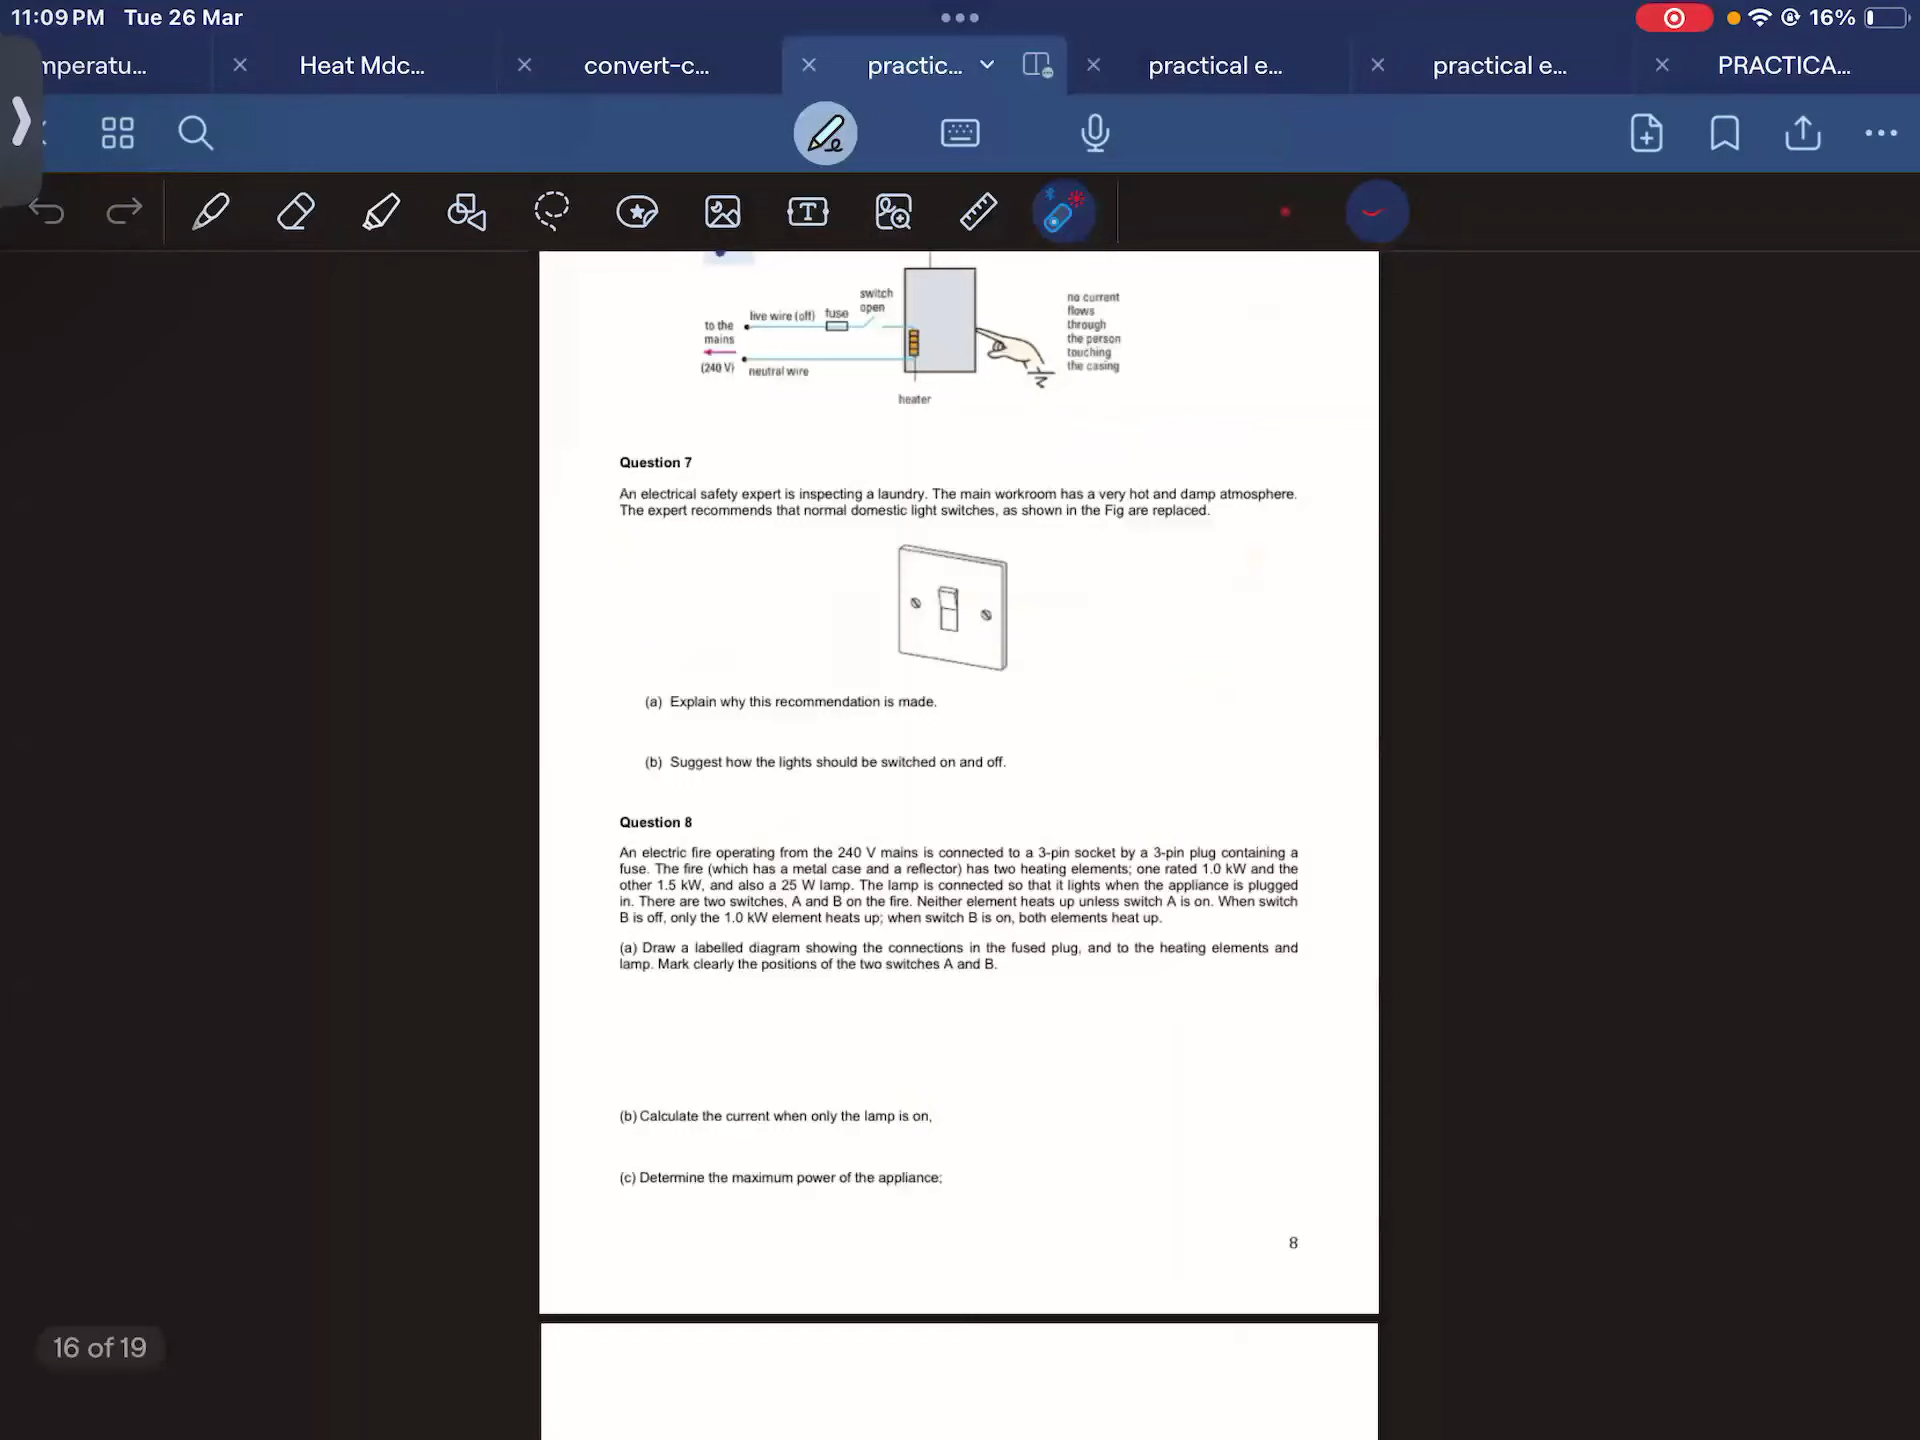 11:09 PM Tue 26 Mar
16%
mperatu...
Heat Mdc...
convert-c...
practic...
practical e...
practical e...
PRACTICA...
switch
open
live wire (off)
fuse
to the
mains
(240 V)
neutral wire
heater
no current
flows
through
the person
touching
the casing
Question 7
An electrical safety expert is inspecting a laundry. The main workroom has a very hot and damp atmosphere.
The expert recommends that normal domestic light switches, as shown in the Fig are replaced.
(a) Explain why this recommendation is made.
(b) Suggest how the lights should be switched on and off.
Question 8
An electric fire operating from the 240 V mains is connected to a 3-pin socket by a 3-pin plug containing a
fuse. The fire (which has a metal case and a reflector) has two heating elements; one rated 1.0 kW and the
other 1.5 kW, and also a 25 W lamp. The lamp is connected so that it lights when the appliance is plugged
in. There are two switches, A and B on the fire. Neither element heats up unless switch A is on. When switch
B is off, only the 1.0 kW element heats up; when switch B is on, both elements heat up.
(a) Draw a labelled diagram showing the connections in the fused plug, and to the heating elements and
lamp. Mark clearly the positions of the two switches A and B.
(b) Calculate the current when only the lamp is on,
(c) Determine the maximum power of the appliance;
8
16 of 19